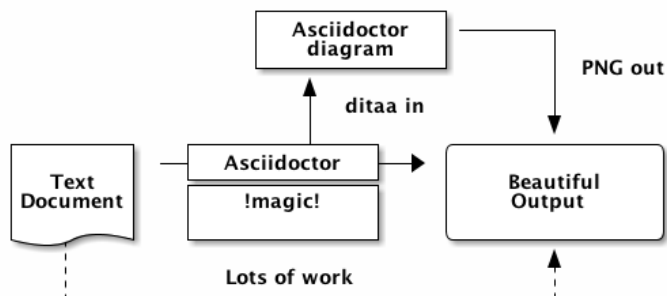 Asciidoctor
diagram
PNG out
ditaa in
Asciidoctor
Text
Document
!magic!
Beautiful
Output
Lots of work